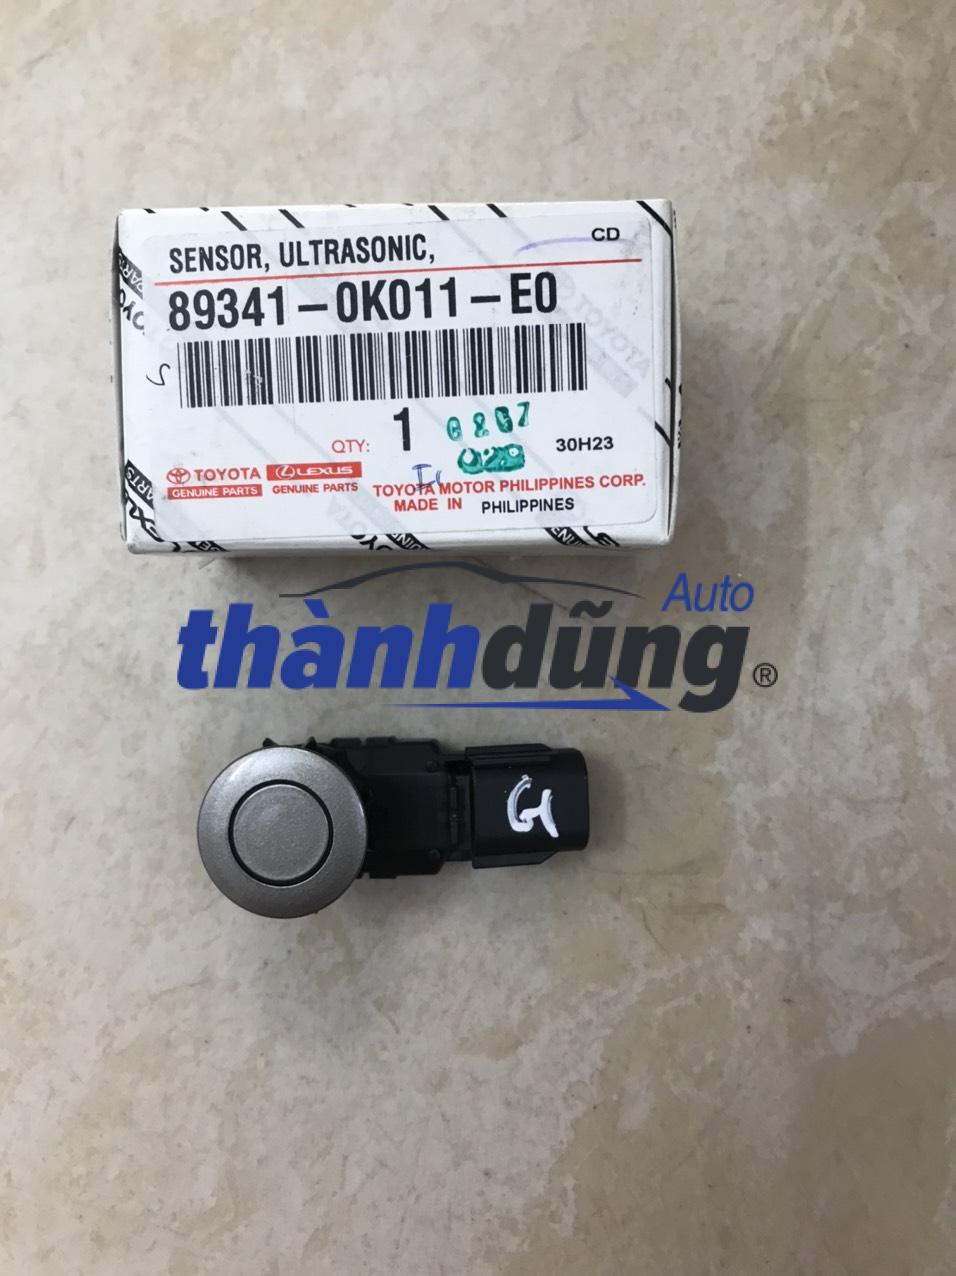 SENSOR, ULTRASONIC,
CD
89341-0K011-E0
QTY: 1
30H23
TOYOTA LEXUS
GENUINE PARTS GENUINE PARTS
TOYOTA MOTOR PHILIPPINES CORP.
MADE IN PHILIPPINES
TOYOTA
Auto
thànhdũng®
G